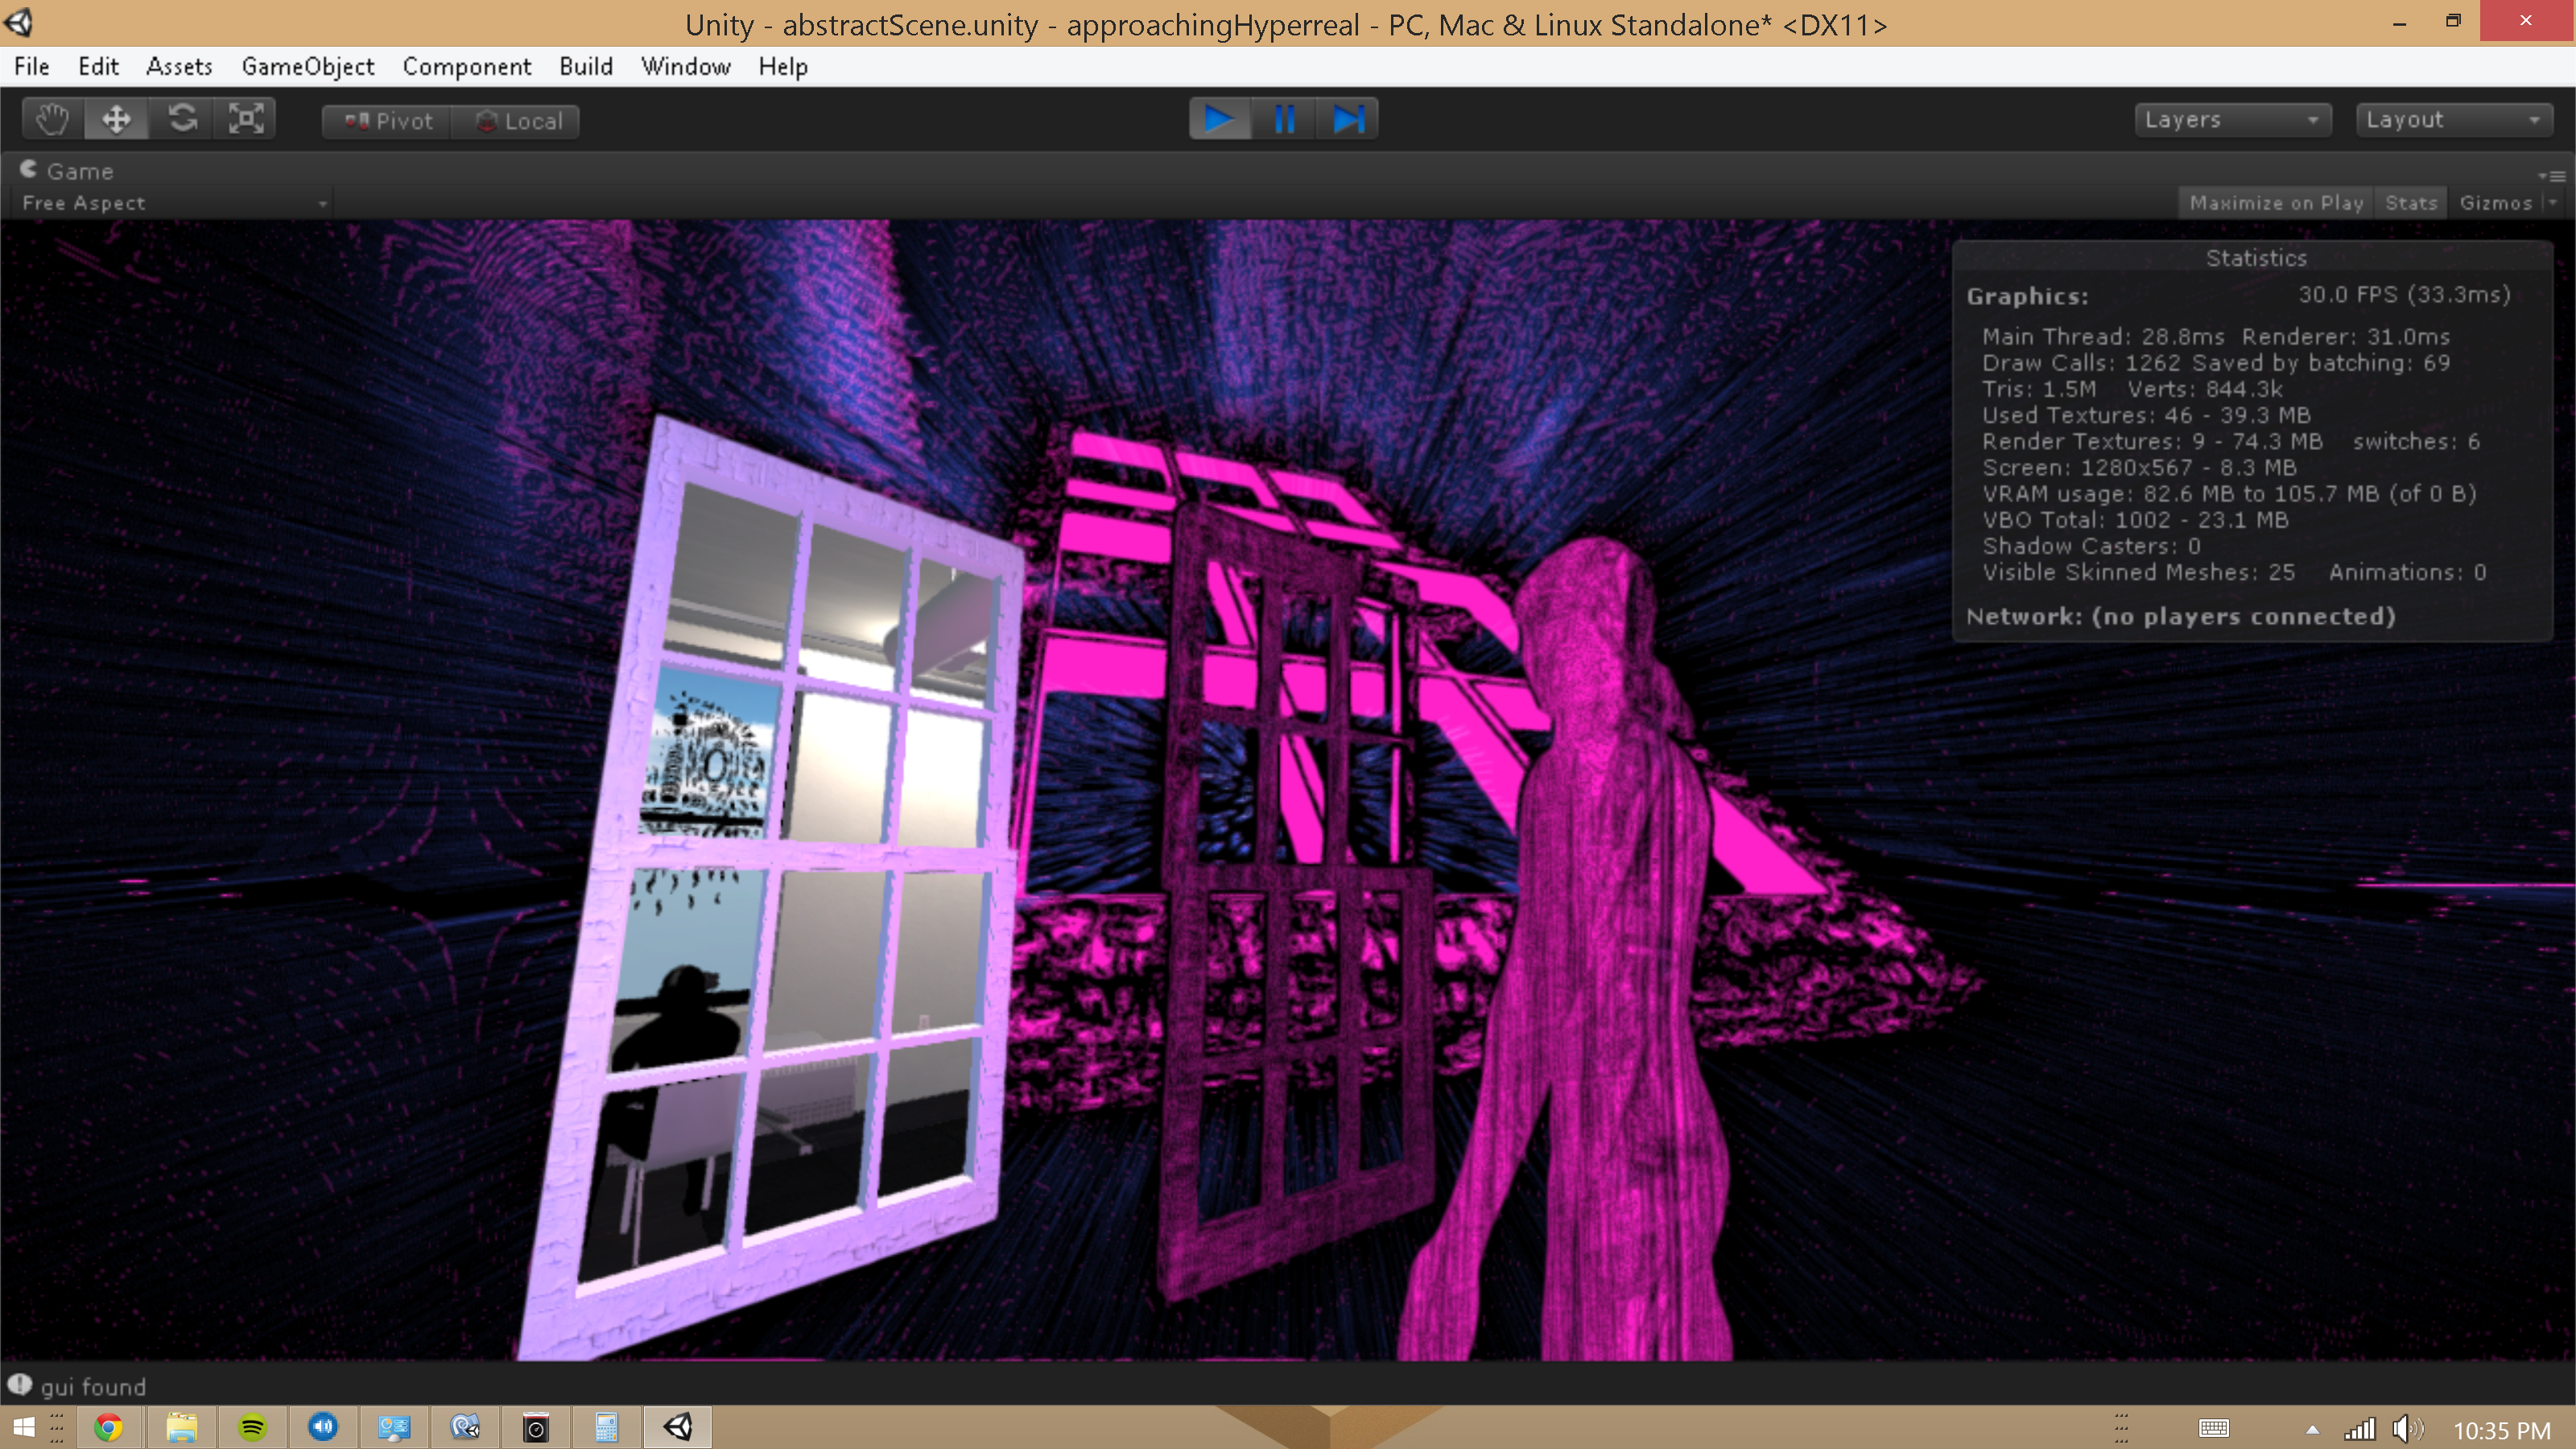 Unity - abstractScene.unity - approachingHyperreal - PC, Mac & Linux Standalone* <DX11>
File Edit Assets GameObject Component Build Window Help
Pivot Local Layers Layout
Game
Free Aspect Maximize on Play Stats Gizmos
Statistics
Graphics: 30.0 FPS (33.3ms)
Main Thread: 28.8ms Renderer: 31.0ms
Draw Calls: 1262 Saved by batching: 69
Tris: 1.5M Verts: 844.3k
Used Textures: 46 - 39.3 MB
Render Textures: 9 - 74.3 MB switches: 6
Screen: 1280x567 - 8.3 MB
VRAM usage: 82.6 MB to 105.7 MB (of 0 B)
VBO Total: 1002 - 23.1 MB
Shadow Casters: 0
Visible Skinned Meshes: 25 Animations: 0
Network: (no players connected)
gui found
10:35 PM